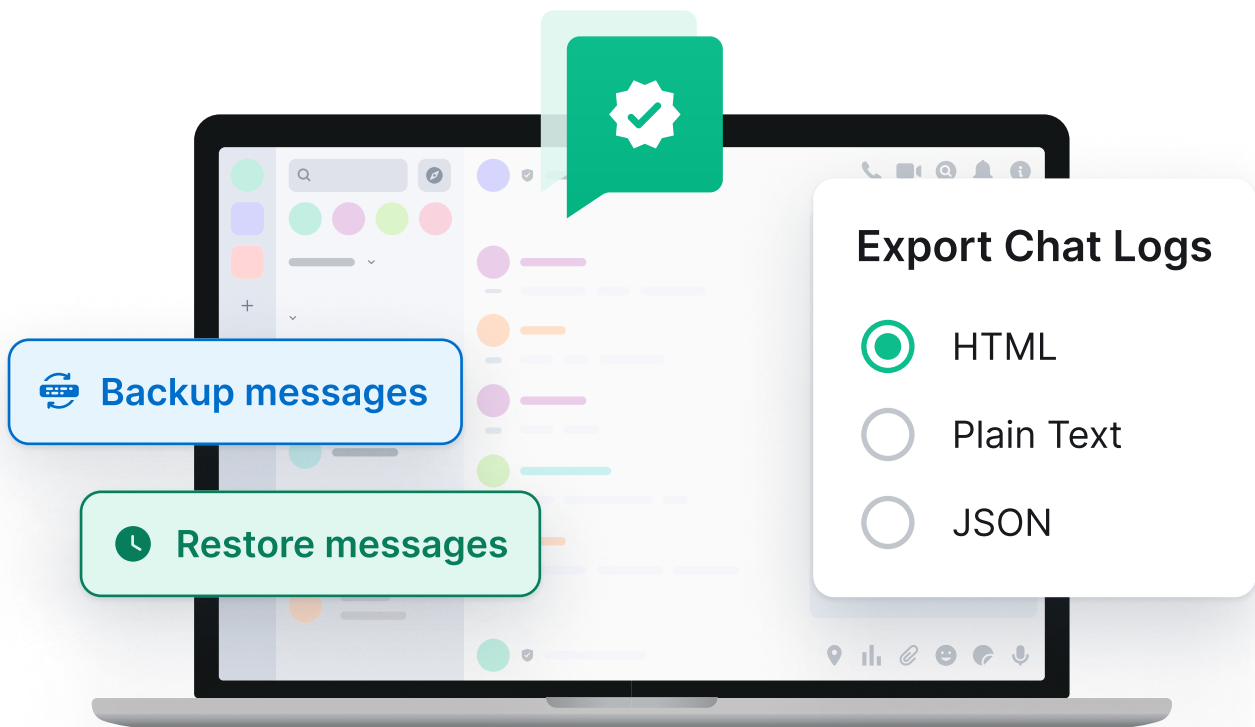 Export Chat Logs
HTML
Backup messages
Plain Text
JSON
Restore messages